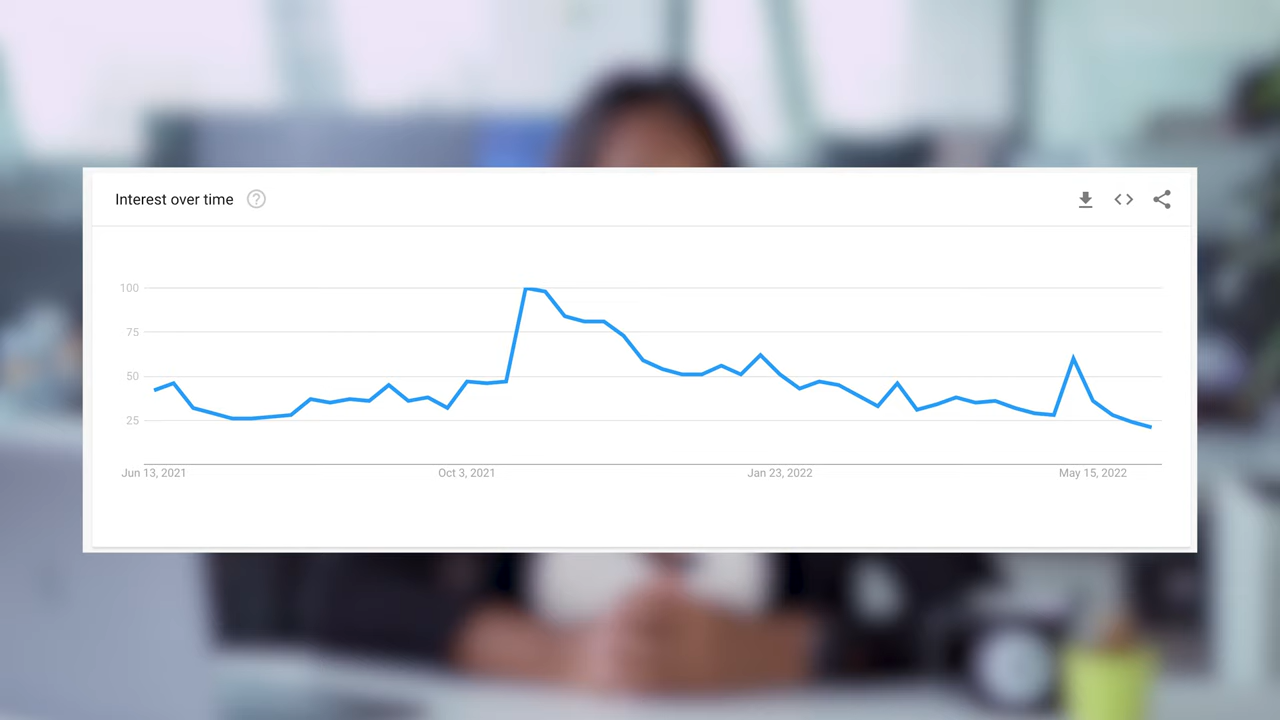 Interest over time
100
75
50
25
Jun 13, 2021 Oct 3, 2021 Jan 23, 2022 May 15, 2022